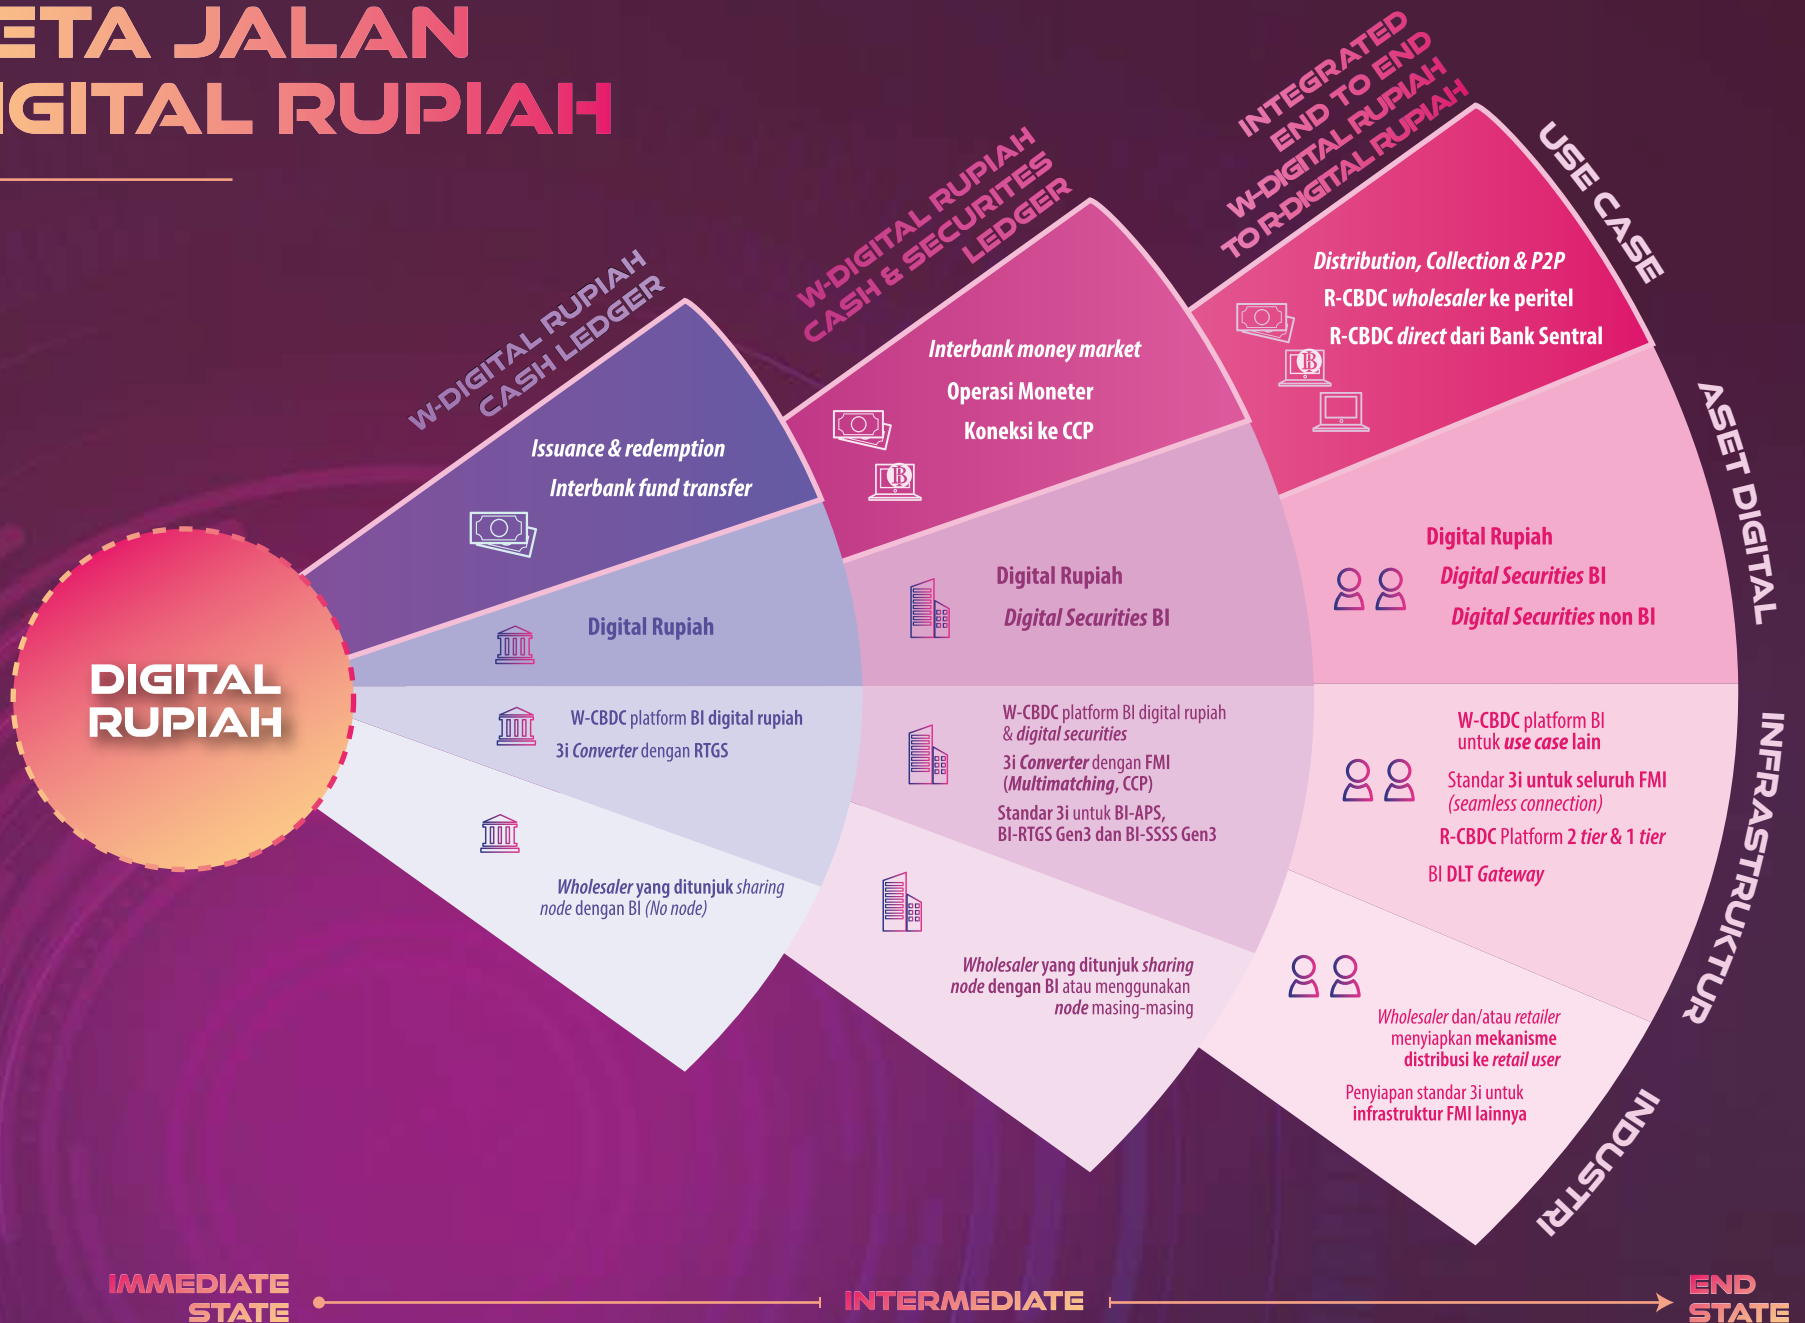 ETA JALAN
IGITAL RUPIAH
W-DIGITAL RUPIAH
CASH LEDGER
W-DIGITAL RUPIAH
CASH & SECURITES
LEDGER
INTEGRATED
END TO END
W-DIGITAL RUPIAH
TO R-DIGITAL RUPIAH
USE CASE
ASET DIGITAL
INFRASTRUKTUR
INDUSTRI
DIGITAL
RUPIAH
Issuance & redemption
Interbank fund transfer
Digital Rupiah
W-CBDC platform BI digital rupiah
3i Converter dengan RTGS
Wholesaler yang ditunjuk sharing
node dengan BI (No node)
Interbank money market
Operasi Moneter
Koneksi ke CCP
Digital Rupiah
Digital Securities BI
W-CBDC platform BI digital rupiah
& digital securities
3i Converter dengan FMI
(Multimatching, CCP)
Standar 3i untuk BI-APS,
BI-RTGS Gen3 dan BI-SSSS Gen3
Wholesaler yang ditunjuk sharing
node dengan BI atau menggunakan
node masing-masing
Distribution, Collection & P2P
R-CBDC wholesaler ke peritel
R-CBDC direct dari Bank Sentral
Digital Rupiah
Digital Securities BI
Digital Securities non BI
W-CBDC platform BI
untuk use case lain
Standar 3i untuk seluruh FMI
(seamless connection)
R-CBDC Platform 2 tier & 1 tier
BI DLT Gateway
Wholesaler dan/atau retailer
menyiapkan mekanisme
distribusi ke retail user
Penyiapan standar 3i untuk
infrastruktur FMI lainnya
IMMEDIATE
STATE
INTERMEDIATE
END
STATE